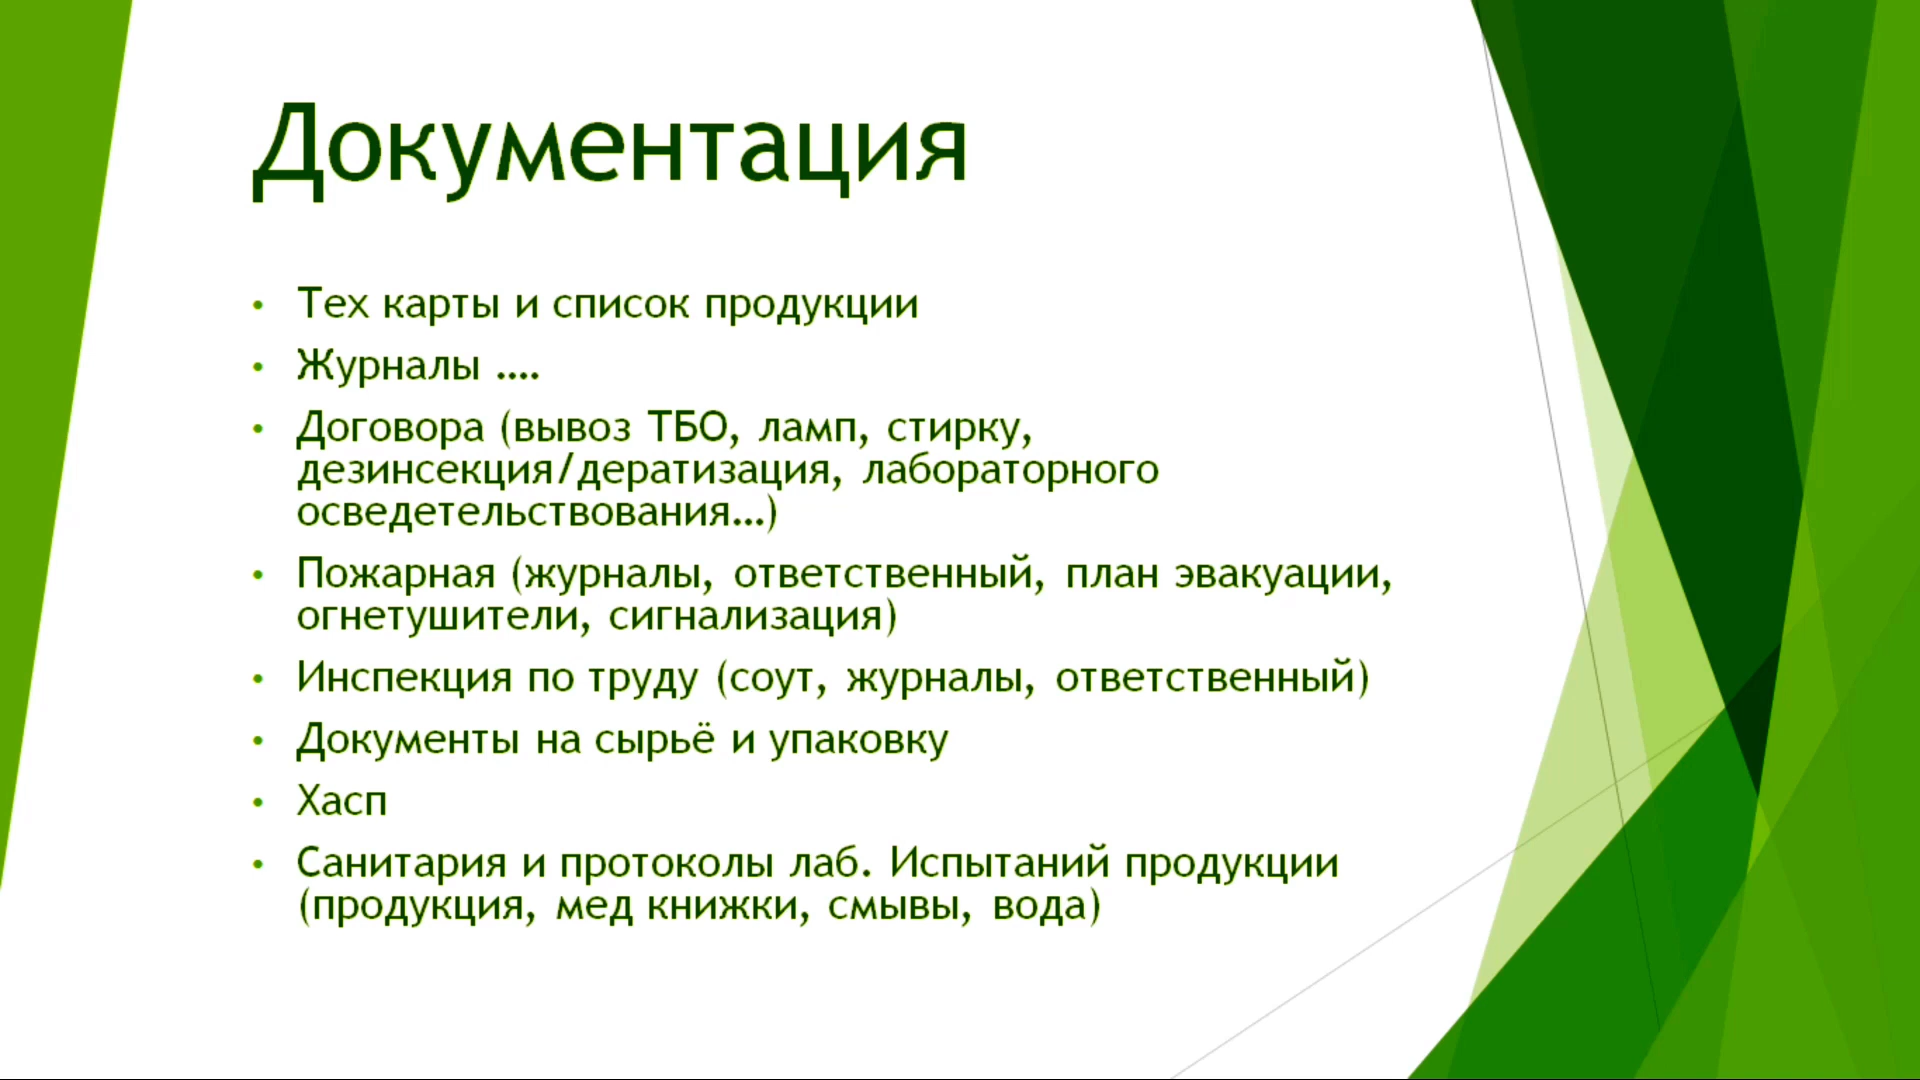 Документация
• Тех карты и список продукции
• Журналы ....
• Договора (вывоз ТБО, ламп, стирку,
дезинсекция/дератизация, лабораторного
осведетельствования…)
• Пожарная (журналы, ответственный, план эвакуации,
огнетушители, сигнализация)
• Инспекция по труду (соут, журналы, ответственный)
• Документы на сырьё и упаковку
• Хасп
• Санитария и протоколы лаб. Испытаний продукции
(продукция, мед книжки, смывы, вода)